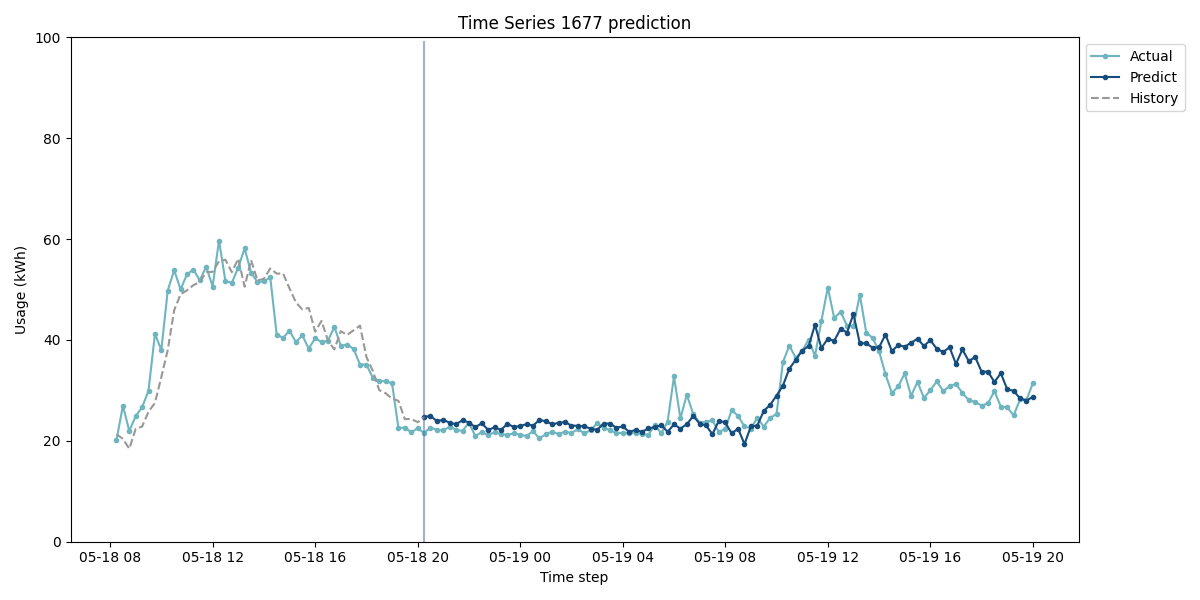 Time Series 1677 prediction
100
80
60
40
20
0
Usage (kWh)
05-18 08
05-18 12
05-18 16
05-18 20
05-19 00
05-19 04
05-19 08
05-19 12
05-19 16
05-19 20
Time step
Actual
Predict
History